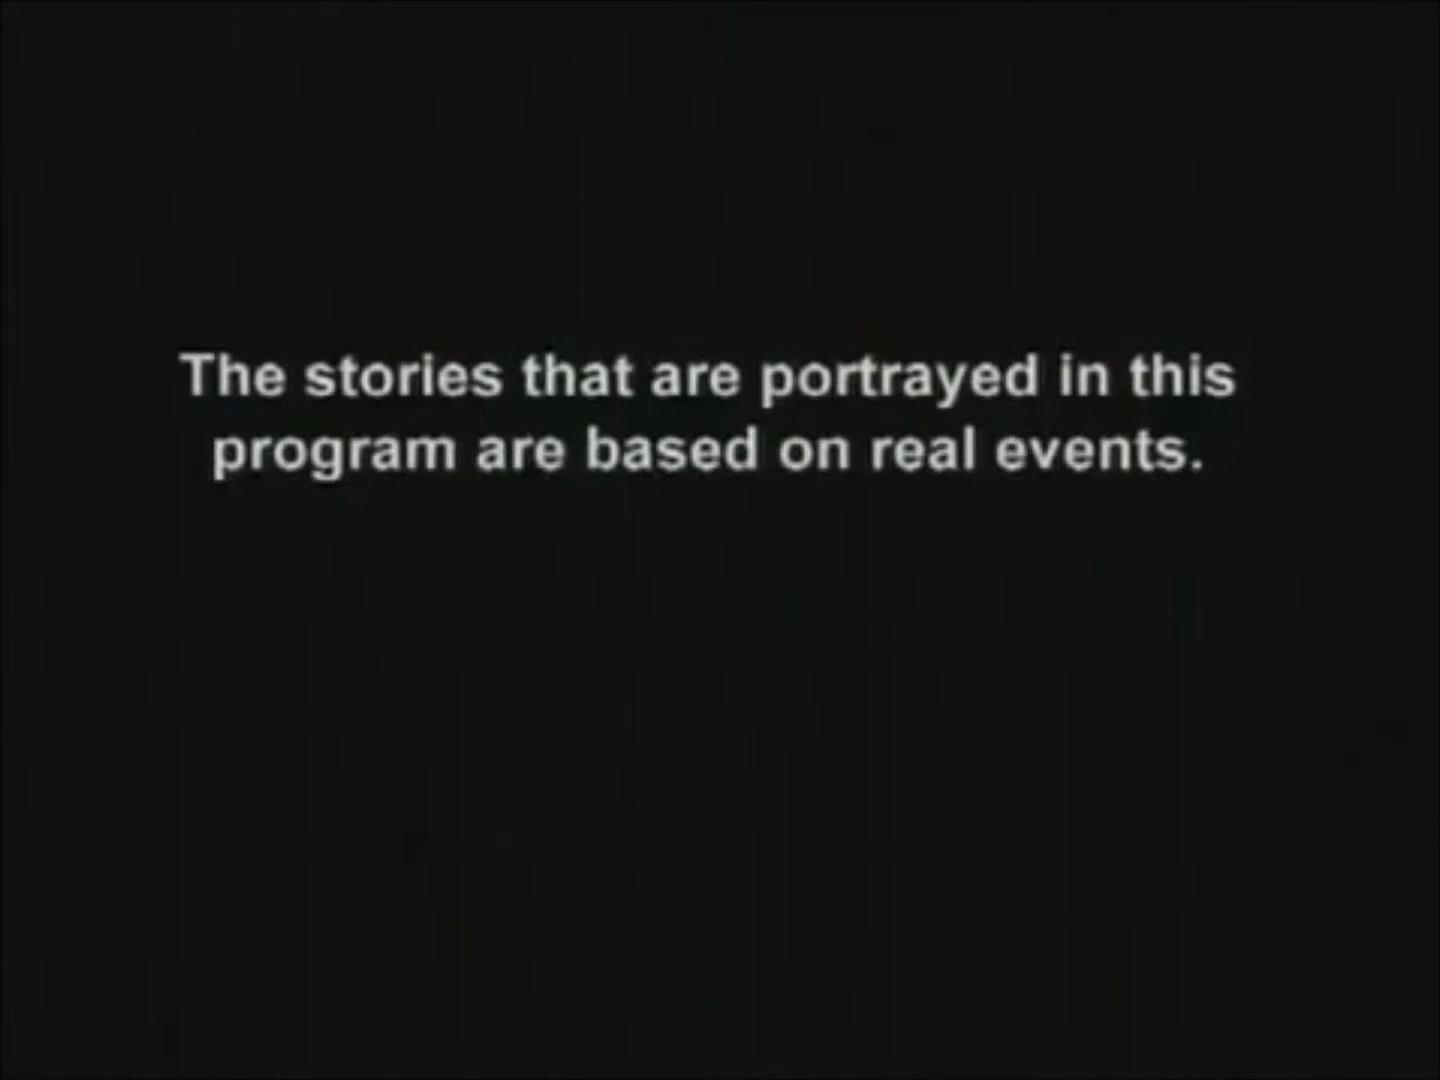 The stories that are portrayed in this
program are based on real events.